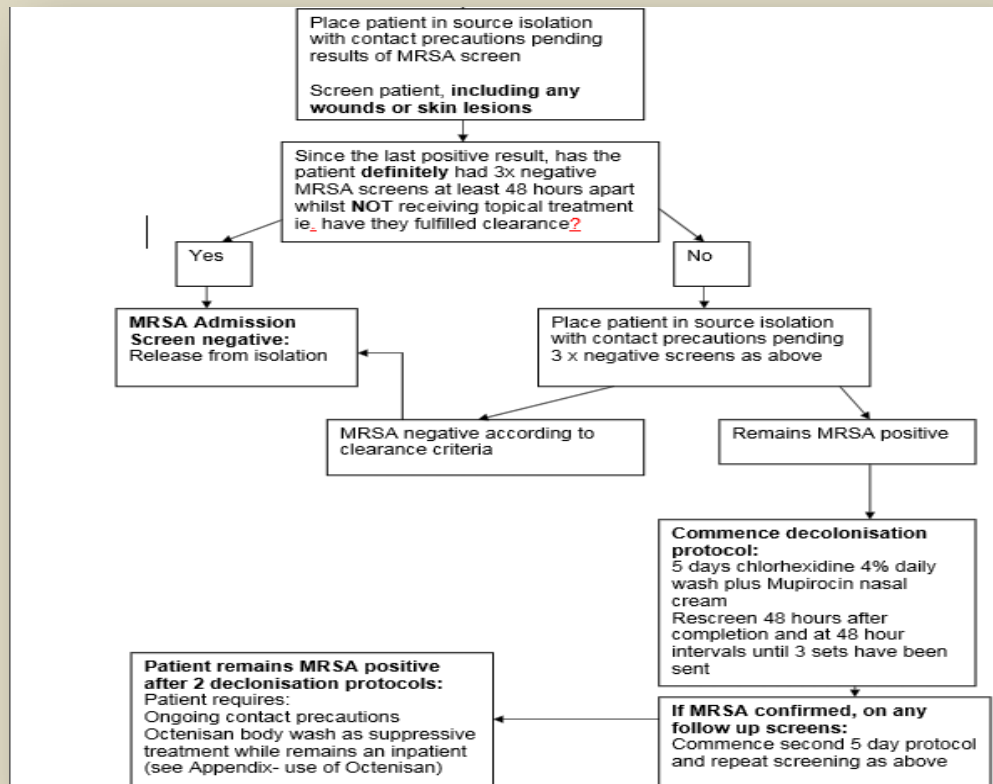 Place patient in source isolation
with contact precautions pending
results of MRSA screen
Screen patient, including any
wounds or skin lesions
Since the last positive result, has the
patient definitely had 3x negative
MRSA screens at least 48 hours apart
whilst NOT receiving topical treatment
ie. have they fulfilled clearance?
Yes
No
MRSA Admission
Screen negative:
Release from isolation
Place patient in source isolation
with contact precautions pending
3 x negative screens as above
MRSA negative according to
clearance criteria
Remains MRSA positive
Commence decolonisation
protocol:
5 days chlorhexidine 4% daily
wash plus Mupirocin nasal
cream
Rescreen 48 hours after
completion and at 48 hour
intervals until 3 sets have been
sent
Patient remains MRSA positive
after 2 declonisation protocols:
Patient requires:
Ongoing contact precautions
Octenisan body wash as suppressive
treatment while remains an inpatient
(see Appendix- use of Octenisan)
If MRSA confirmed, on any
follow up screens:
Commence second 5 day protocol
and repeat screening as above